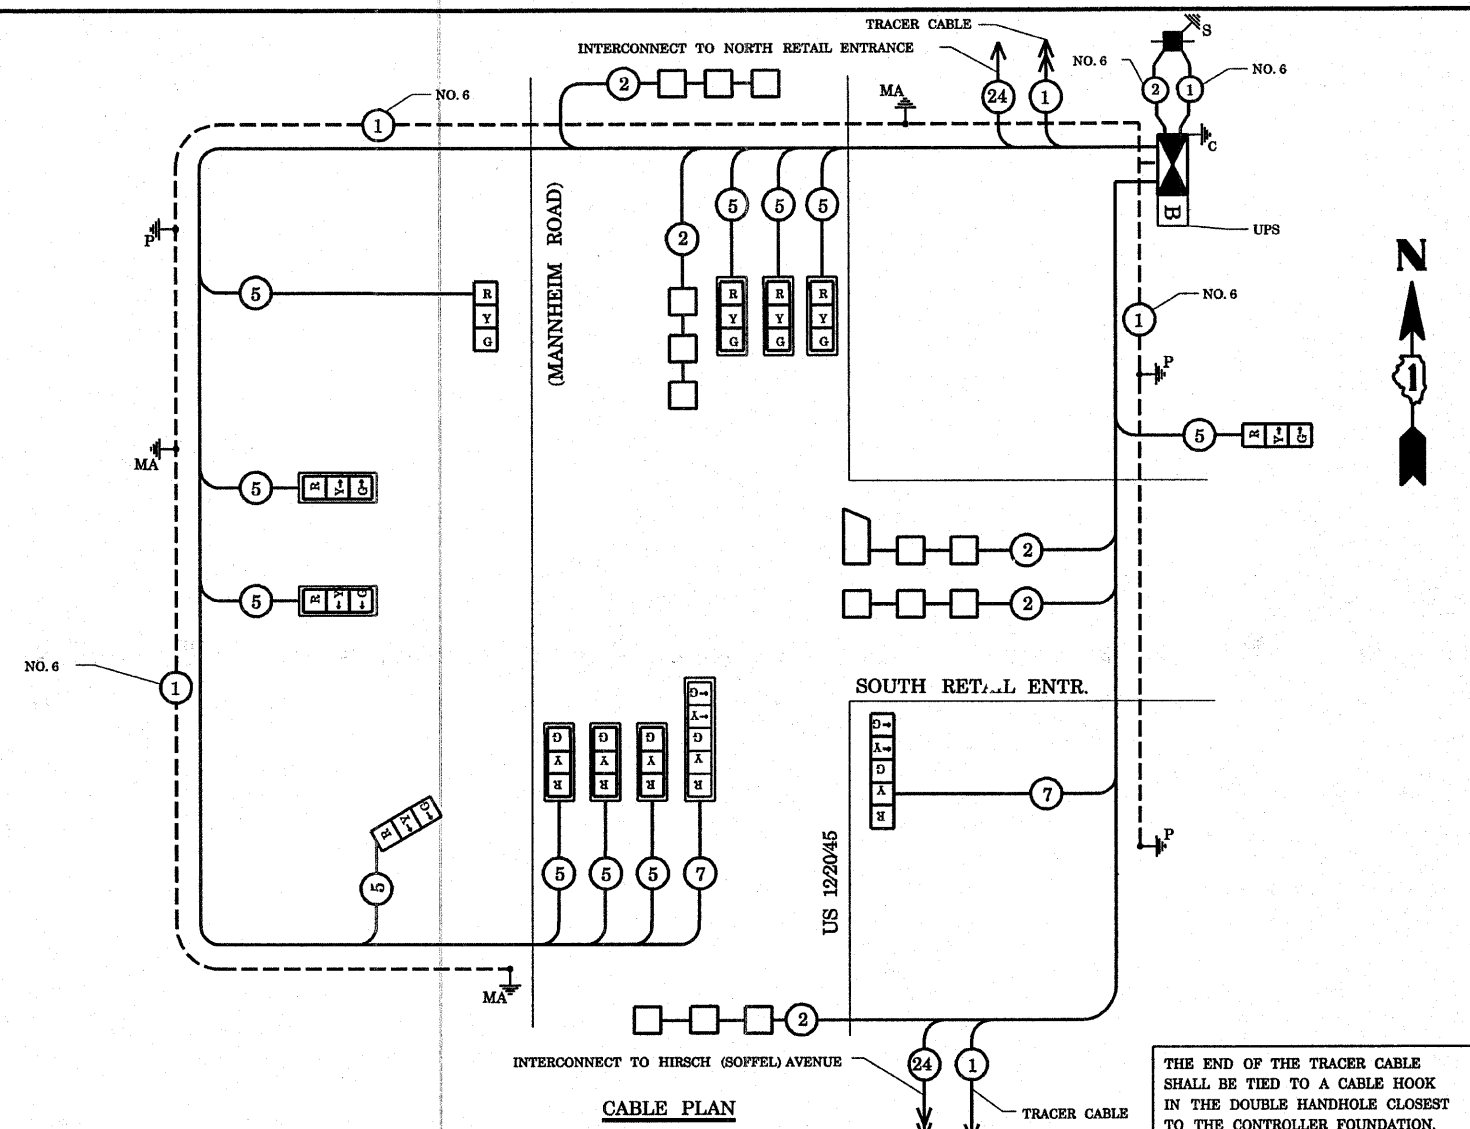 TRACER CABLE
INTERCONNECT TO NORTH RETAIL ENTRANCE
S
NO. 6
NO. 6
2
24
1
2
1
NO. 6
MA
1
C
B
UPS
(MANNHEIM ROAD)
P
5
5
5
2
N
5
R
Y
G
R
Y
G
R
Y
G
R
Y
G
1
NO. 6
P
1
5
R
Y
G
MA
5
R
Y
G
2
5
R
Y
G
2
NO. 6
1
SOUTH RET
L ENTR.
G
Y
G
Y
R
G
Y
R
G
Y
R
G
Y
R
G
Y
G
Y
R
7
R
Y
G
P
5
5
5
5
7
US 12/20/45
MA
2
INTERCONNECT TO HIRSCH (SOFFEL) AVENUE
24
1
CABLE PLAN
TRACER CABLE
THE END OF THE TRACER CABLE
SHALL BE TIED TO A CABLE HOOK
IN THE DOUBLE HANDHOLE CLOSEST
TO THE CONTROLLER FOUNDATION.